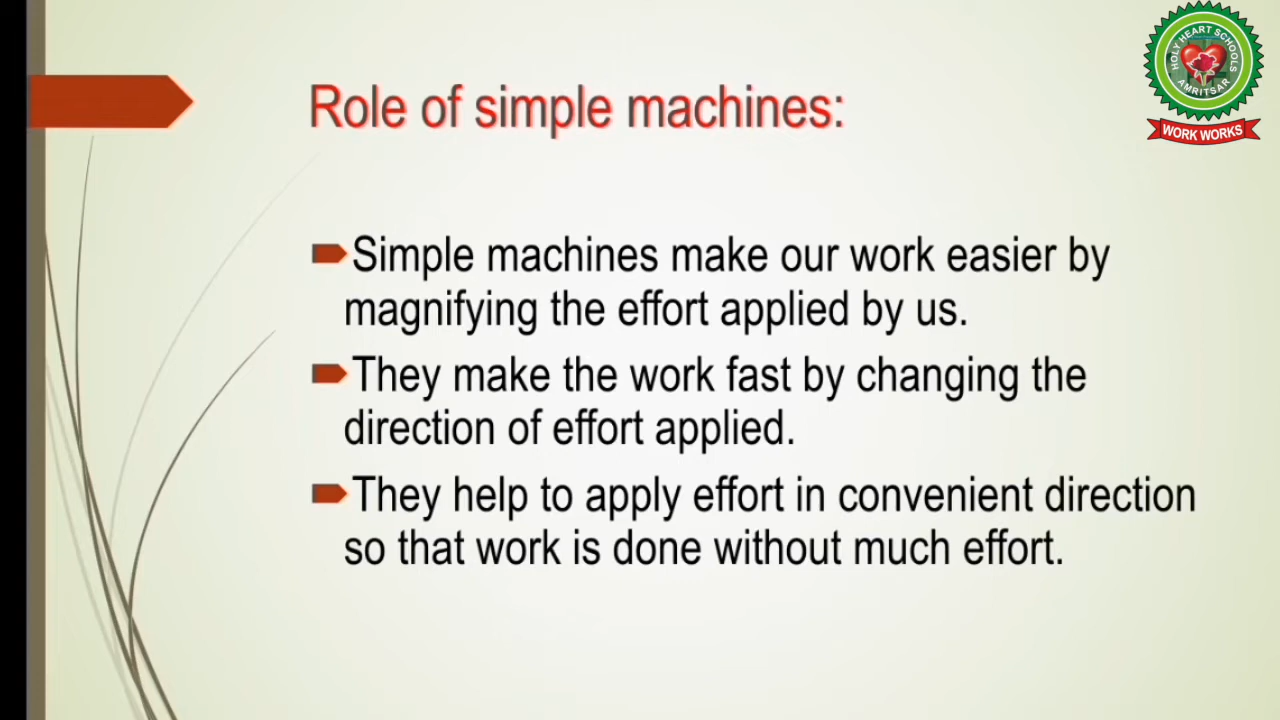 Role of simple machines:
Simple machines make our work easier by
magnifying the effort applied by us.
They make the work fast by changing the
direction of effort applied.
They help to apply effort in convenient direction
so that work is done without much effort.
HOLY HEART SCHOOLS
AMRITSAR
WORK WORKS